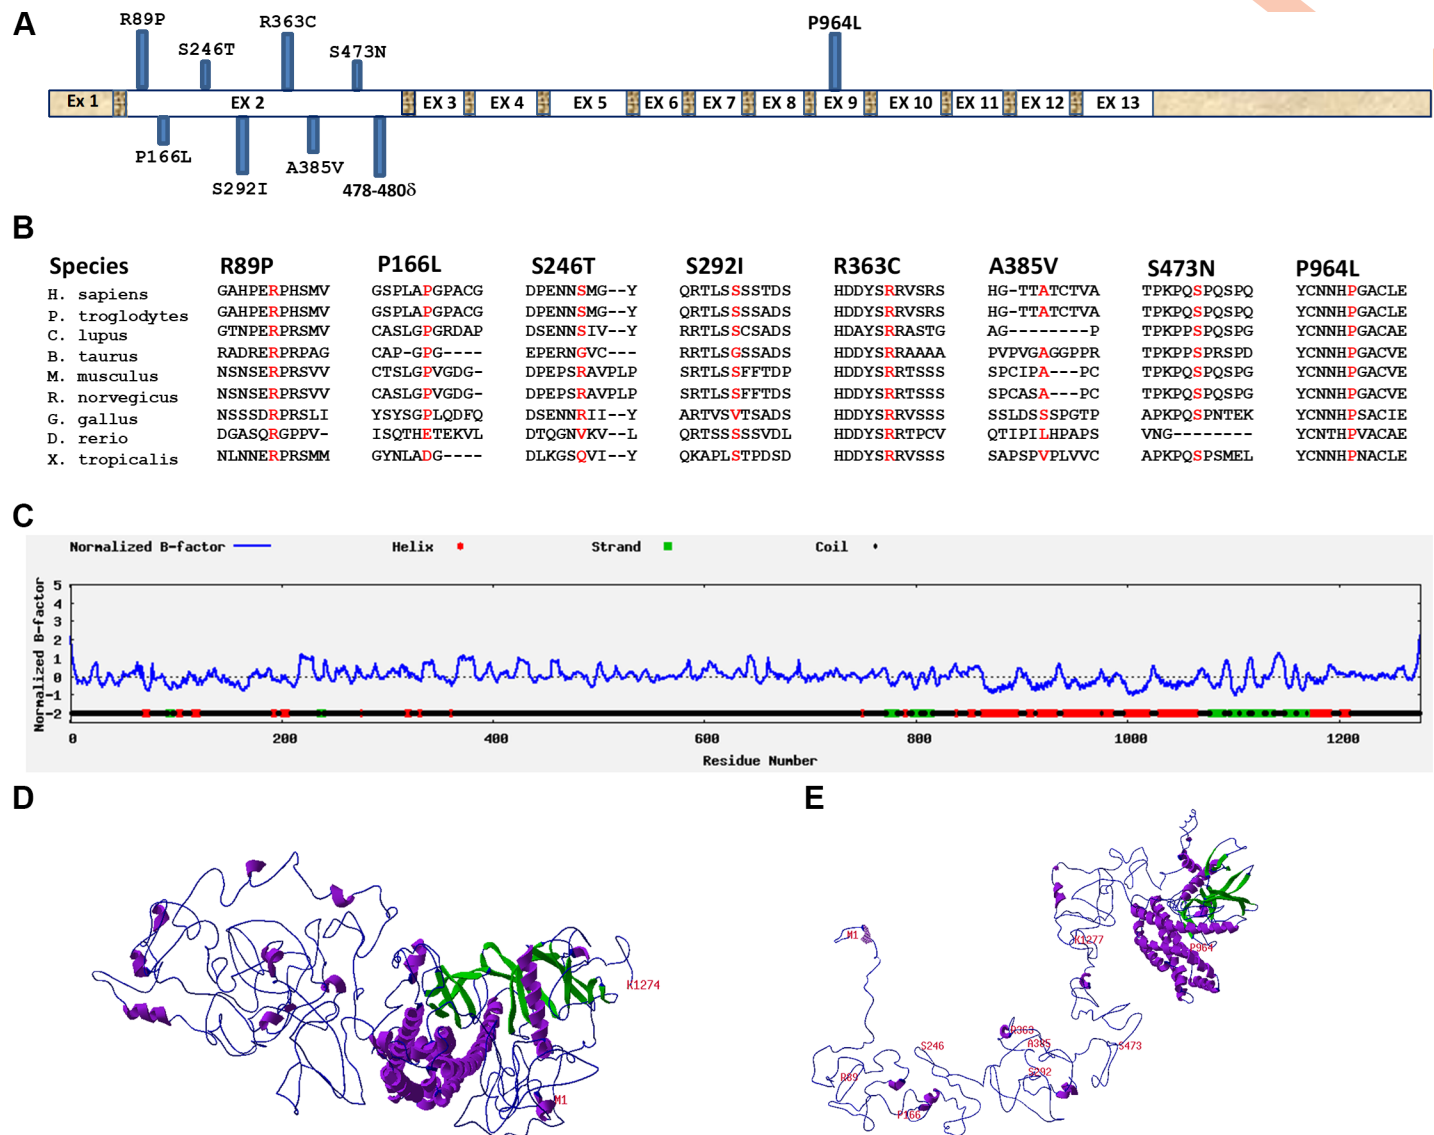 A
R89P R363C P964L
S246T S473N
Ex 1 EX 2 EX 3 EX 4 EX 5 EX 6 EX 7 EX 8 EX 9 EX 10 EX 11 EX 12 EX 13
P166L A385V
S292I 478-480δ
B
Species R89P P166L S246T S292I R363C A385V S473N P964L
H. sapiens GAHPERPHSMV GSPLAPGPACG DPENNSMG--Y QRTLSSSSTDS HDDYSRRVSRS HG-TTATCTVA TPKPQSPQSPQ YCNNHPGACLE
P. troglodytes GAHPERPHSMV GSPLAPGPACG DPENNSMG--Y RRTLSSSSTDS HDDYSRRVSRS HG-TTATCTVA TPKPQSPQSPQ YCNNHPGACLE
C. lupus GTNPERPRSMV CASLGPGRDAP DSENNSIV--Y RRTLSSCSADS HDAYSRRASTG AG--------P TPKPPSPQSPG YCNNHPGACAE
B. taurus RADRERPRPAG CAP-GPG---- EPERNGVC---- RRTLSGSSADS HDDYSRRAAAA PVPVGAGGPPR TPKPPSPRSPD YCNNHPGACVE
M. musculus NSNSERPRSVV CTSLGPVGDG- DPEPSRAVPLP SRTLSSFFTDP HDDYSRRTSSS SPCIPA---PC TPKPQSPQSPG YCNNHPGACVE
R. norvegicus NSNSERPRSVV CASLGPVGDG- DPEPSRAVPLP SRTLSSFFTDS HDDYSRRTSSS SPCASA---PC TPKPQSPQSPG YCNNHPGACVE
G. gallus NSSSDRPRSLI YSYSGPLQDFQ DSENNRII--Y ARTVSVTSADS HDDYSRRVSSS SSLDSSSPGTP APKPQSPNTEK YCNNHPSACIE
D. rerio DGASQRGPPV- ISQTHETEKVL DTQGNVKV--L QRTSSSSSVDL HDDYSRRTPCV QTIPILHPAPS VNG-------- YCNTHPVACAE
X. tropicalis NLNNERPRSMM GYNLADG---- DLKGSQVI--Y QKAPLSTPDSD HDDYSRRVSSS SAPSPVPLVVC APKPQSPSMEL YCNNHPNACLE
C
Normalized B-factor Helix Strand Coil
Normalized B-factor
5
4
3
2
1
0
-1
-2
0 200 400 600 800 1000 1200
Residue Number
D
K1274
M1
E
M1
K1277
P964
R363
S246
A385
S473
R89
S292
P166